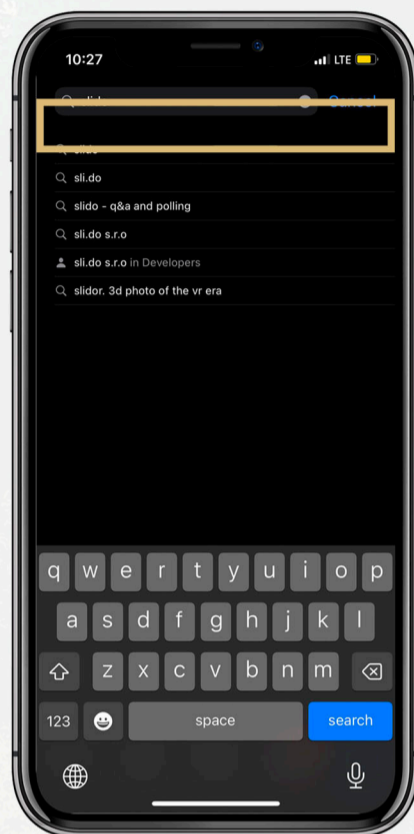 10:27
LTE
Cancel
sli.do
slido - q&a and polling
sli.do s.r.o
sli.do s.r.o in Developers
slidor. 3d photo of the vr era
q w e r t y u i o p
a s d f g h j k l
z x c v b n m
123 space search